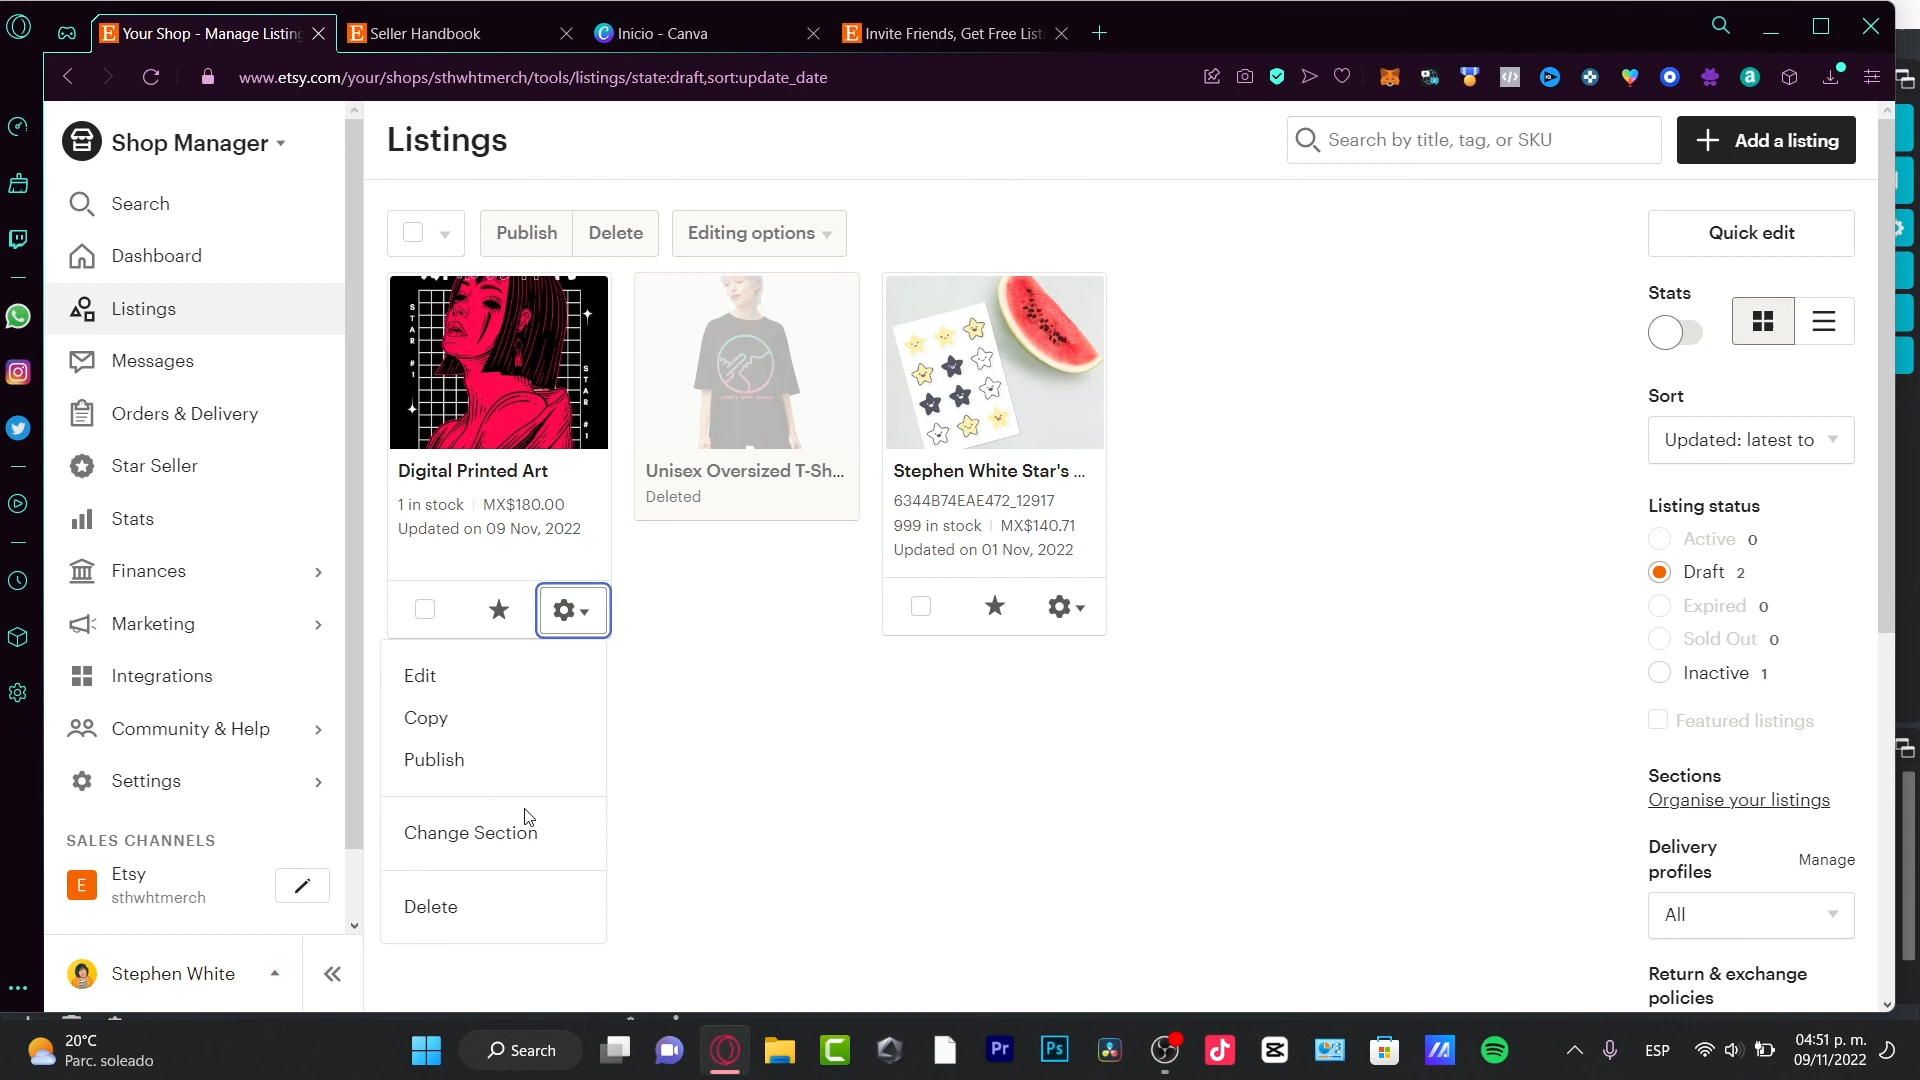 Your Shop - Manage Listing
Seller Handbook
Inicio - Canva
Invite Friends, Get Free List
www.etsy.com/your/shops/sthwhtmerch/tools/listings/state:draft,sort:update_date
Shop Manager
Search
Dashboard
Listings
Messages
Orders & Delivery
Star Seller
Stats
Finances
Marketing
Integrations
Community & Help
Settings
SALES CHANNELS
E
Etsy
sthwhtmerch
Stephen White
Listings
Search by title, tag, or SKU
Add a listing
Publish
Delete
Editing options
STAR #1
STAR #1
Digital Printed Art
1 in stock
MX$180.00
Updated on 09 Nov, 2022
Unisex Oversized T-Sh...
Deleted
Stephen White Star's ...
6344B74EAE472_12917
999 in stock
MX$140.71
Updated on 01 Nov, 2022
Edit
Copy
Publish
Change Section
Delete
Quick edit
Stats
Sort
Updated: latest to
Listing status
Active 0
Draft 2
Expired 0
Sold Out 0
Inactive 1
Featured listings
Sections
Organise your listings
Delivery
profiles
Manage
All
Return & exchange
policies
20°C
Parc. soleado
Search
Pr
Ps
ESP
04:51 p. m.
09/11/2022